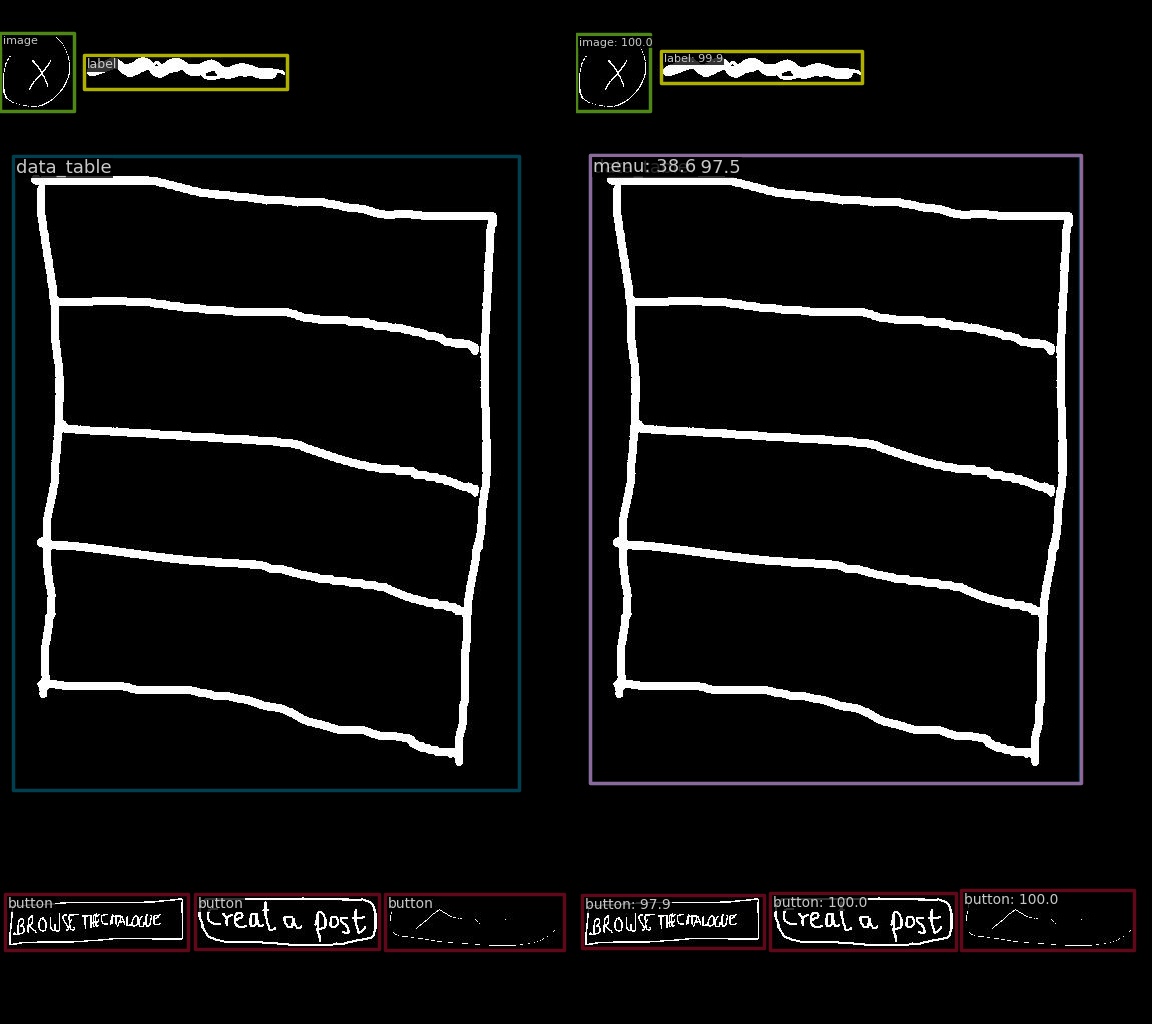 image
image: 100.0
label
label: 99.9
data_table
menu: 38.6 97.5
button
button
button
button: 97.9
button: 100.0
button: 100.0
BROWSE THE CATALOGUE
Creat a post
BROWSE THE CATALOGUE
Creat a post